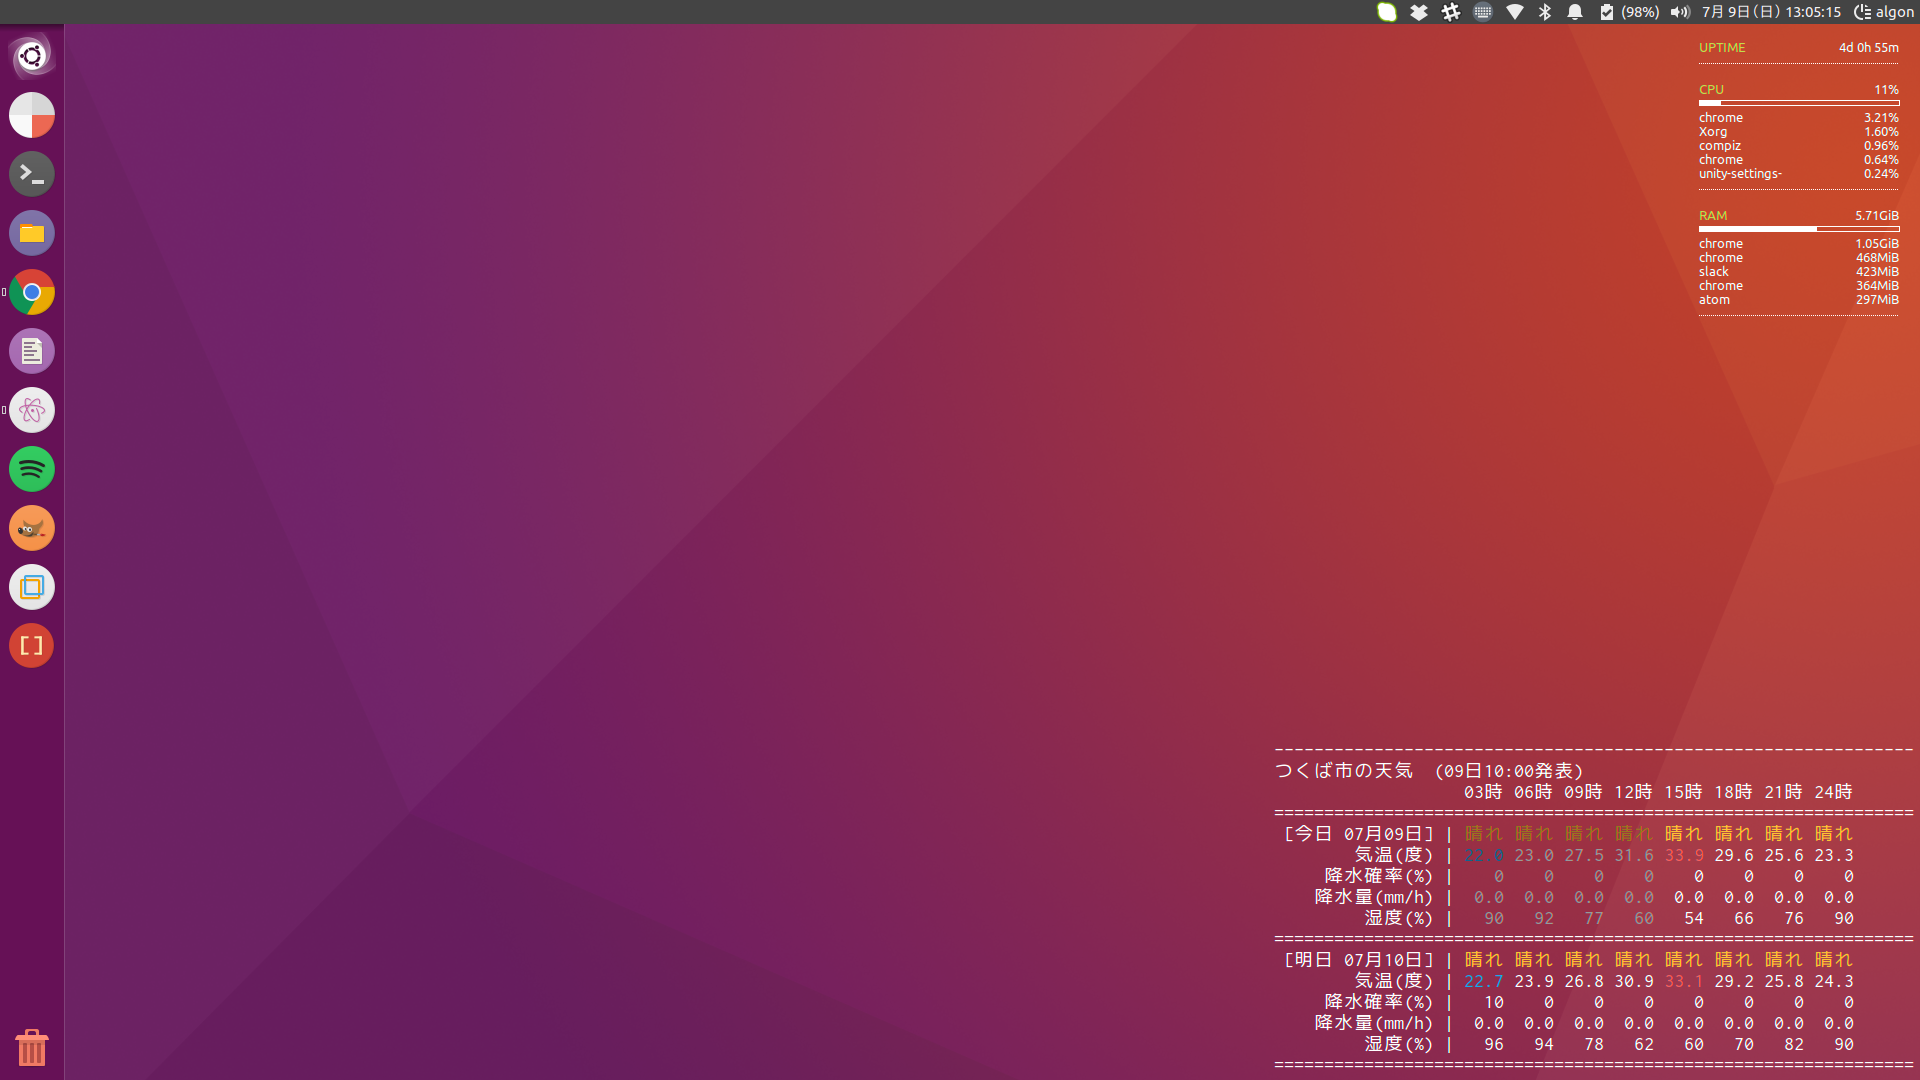 (98%) 7月 9日(日) 13:05:15 algon
UPTIME 4d 0h 55m
CPU 11%
chrome 3.21%
Xorg 1.60%
compiz 0.96%
chrome 0.64%
unity-settings- 0.24%
RAM 5.71GiB
chrome 1.05GiB
chrome 468MiB
slack 423MiB
chrome 364MiB
atom 297MiB
つくば市の天気 (09日10:00発表)
03時 06時 09時 12時 15時 18時 21時 24時
[今日 07月09日] | 晴れ 晴れ 晴れ 晴れ 晴れ 晴れ 晴れ 晴れ
気温(度) | 22.0 23.0 27.5 31.6 33.9 29.6 25.6 23.3
降水確率(%) | 0 0 0 0 0 0 0 0
降水量(mm/h) | 0.0 0.0 0.0 0.0 0.0 0.0 0.0 0.0
湿度(%) | 90 92 77 60 54 66 76 90
[明日 07月10日] | 晴れ 晴れ 晴れ 晴れ 晴れ 晴れ 晴れ 晴れ
気温(度) | 22.7 23.9 26.8 30.9 33.1 29.2 25.8 24.3
降水確率(%) | 10 0 0 0 0 0 0 0
降水量(mm/h) | 0.0 0.0 0.0 0.0 0.0 0.0 0.0 0.0
湿度(%) | 96 94 78 62 60 70 82 90